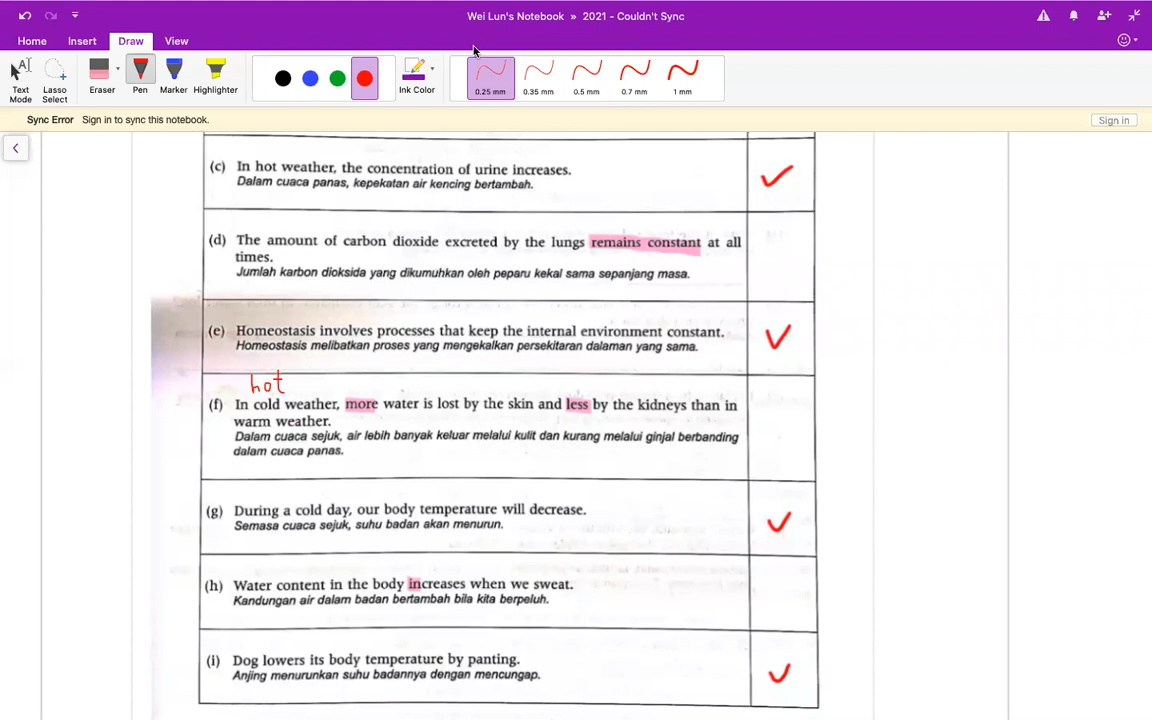 Wei Lun's Notebook » 2021 - Couldn't Sync
Home Insert Draw View
Text Mode
Lasso Select
Eraser
Pen
Marker
Highlighter
Ink Color
0.25 mm
0.35 mm
0.5 mm
0.7 mm
1 mm
Sync Error Sign in to sync this notebook.
Sign in
(c) In hot weather, the concentration of urine increases.
Dalam cuaca panas, kepekatan air kencing bertambah.
(d) The amount of carbon dioxide excreted by the lungs remains constant at all
times.
Jumlah karbon dioksida yang dikumuhkan oleh peparu kekal sama sepanjang masa.
(e) Homeostasis involves processes that keep the internal environment constant.
Homeostasis melibatkan proses yang mengekalkan persekitaran dalaman yang sama.
hot
(f) In cold weather, more water is lost by the skin and less by the kidneys than in
warm weather.
Dalam cuaca sejuk, air lebih banyak keluar melalui kulit dan kurang melalui ginjal berbanding
dalam cuaca panas.
(g) During a cold day, our body temperature will decrease.
Semasa cuaca sejuk, suhu badan akan menurun.
(h) Water content in the body increases when we sweat.
Kandungan air dalam badan bertambah bila kita berpeluh.
(i) Dog lowers its body temperature by panting.
Anjing menurunkan suhu badannya dengan mencungap.